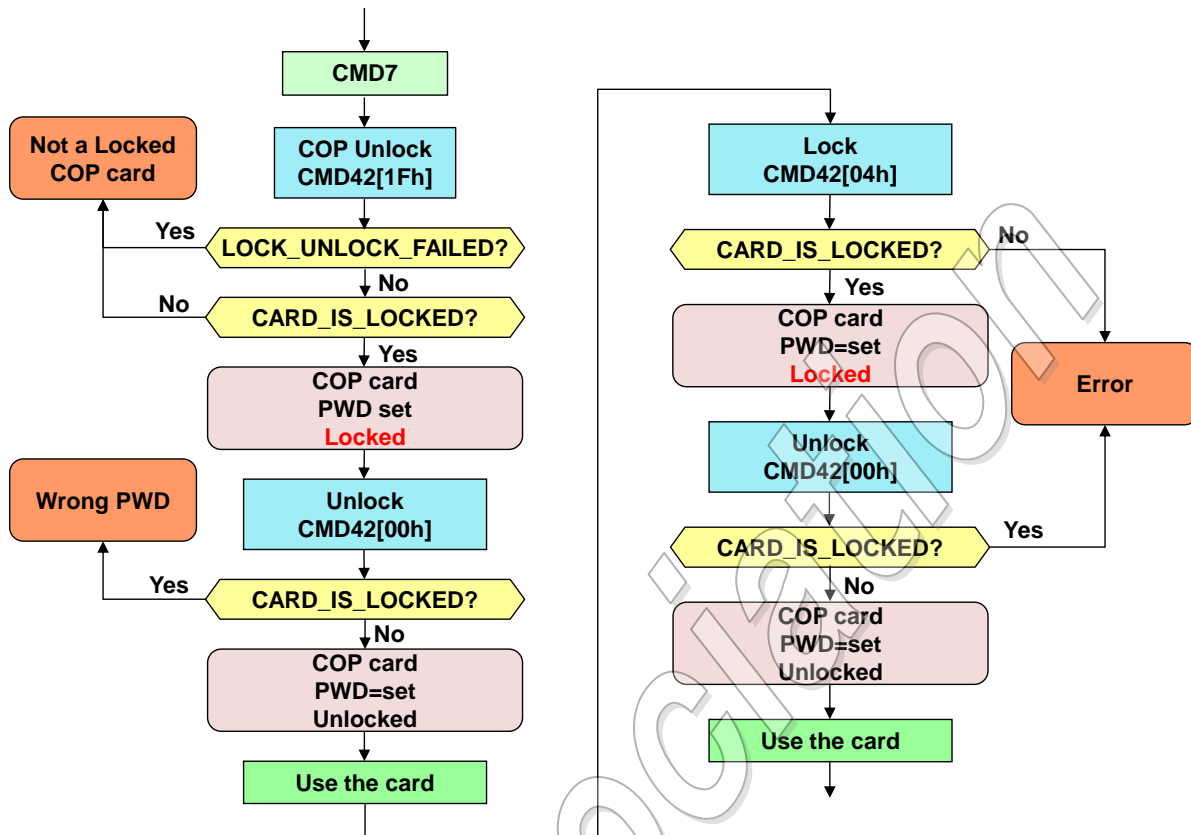 CMD7
COP Unlock
CMD42[1Fh]
Not a Locked
COP card
Yes
LOCK_UNLOCK_FAILED?
No
No
CARD_IS_LOCKED?
Yes
COP card
PWD set
Locked
Wrong PWD
Unlock
CMD42[00h]
Yes
CARD_IS_LOCKED?
No
COP card
PWD=set
Unlocked
Use the card
Lock
CMD42[04h]
CARD_IS_LOCKED?
No
Yes
COP card
PWD=set
Locked
Error
Unlock
CMD42[00h]
CARD_IS_LOCKED?
Yes
No
COP card
PWD=set
Unlocked
Use the card
ociation